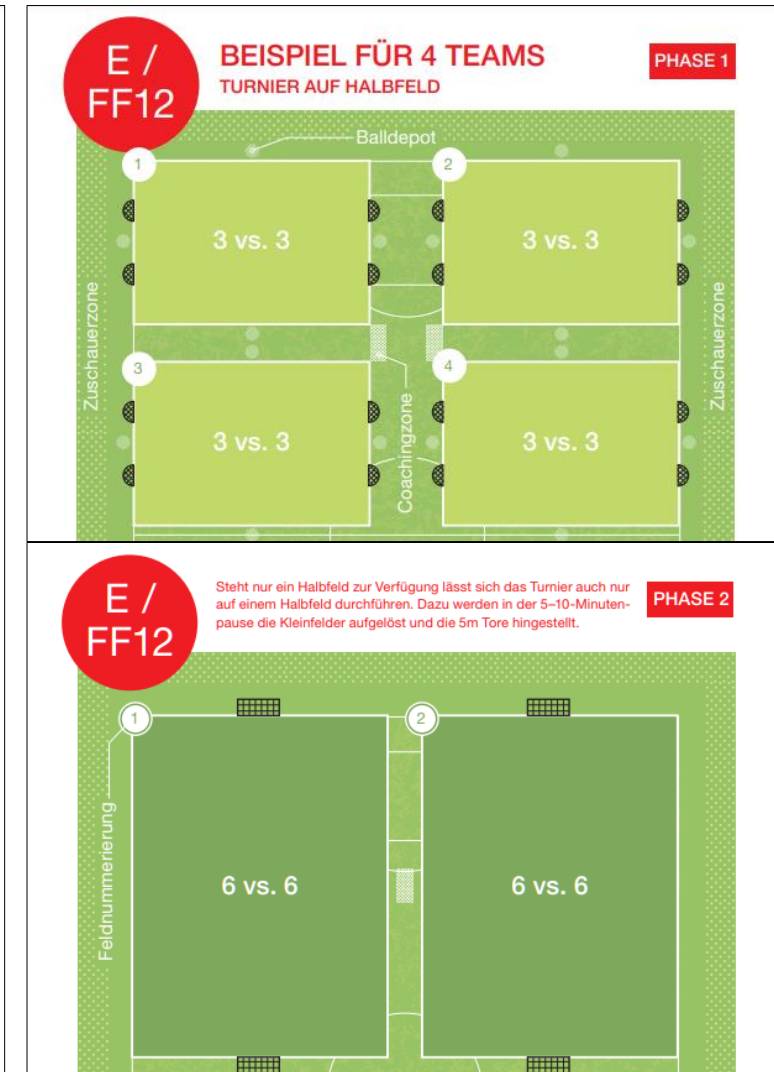 E /
FF12
BEISPIEL FÜR 4 TEAMS
TURNIER AUF HALBFELD
PHASE 1
Balldepot
1
2
3 vs. 3
3 vs. 3
Zuschauerzone
Zuschauerzone
3
4
3 vs. 3
3 vs. 3
Coachingzone
E /
FF12
Steht nur ein Halbfeld zur Verfügung lässt sich das Turnier auch nur
auf einem Halbfeld durchführen. Dazu werden in der 5–10-Minuten-
pause die Kleinfelder aufgelöst und die 5m Tore hingestellt.
PHASE 2
1
2
Feldnummerierung
6 vs. 6
6 vs. 6